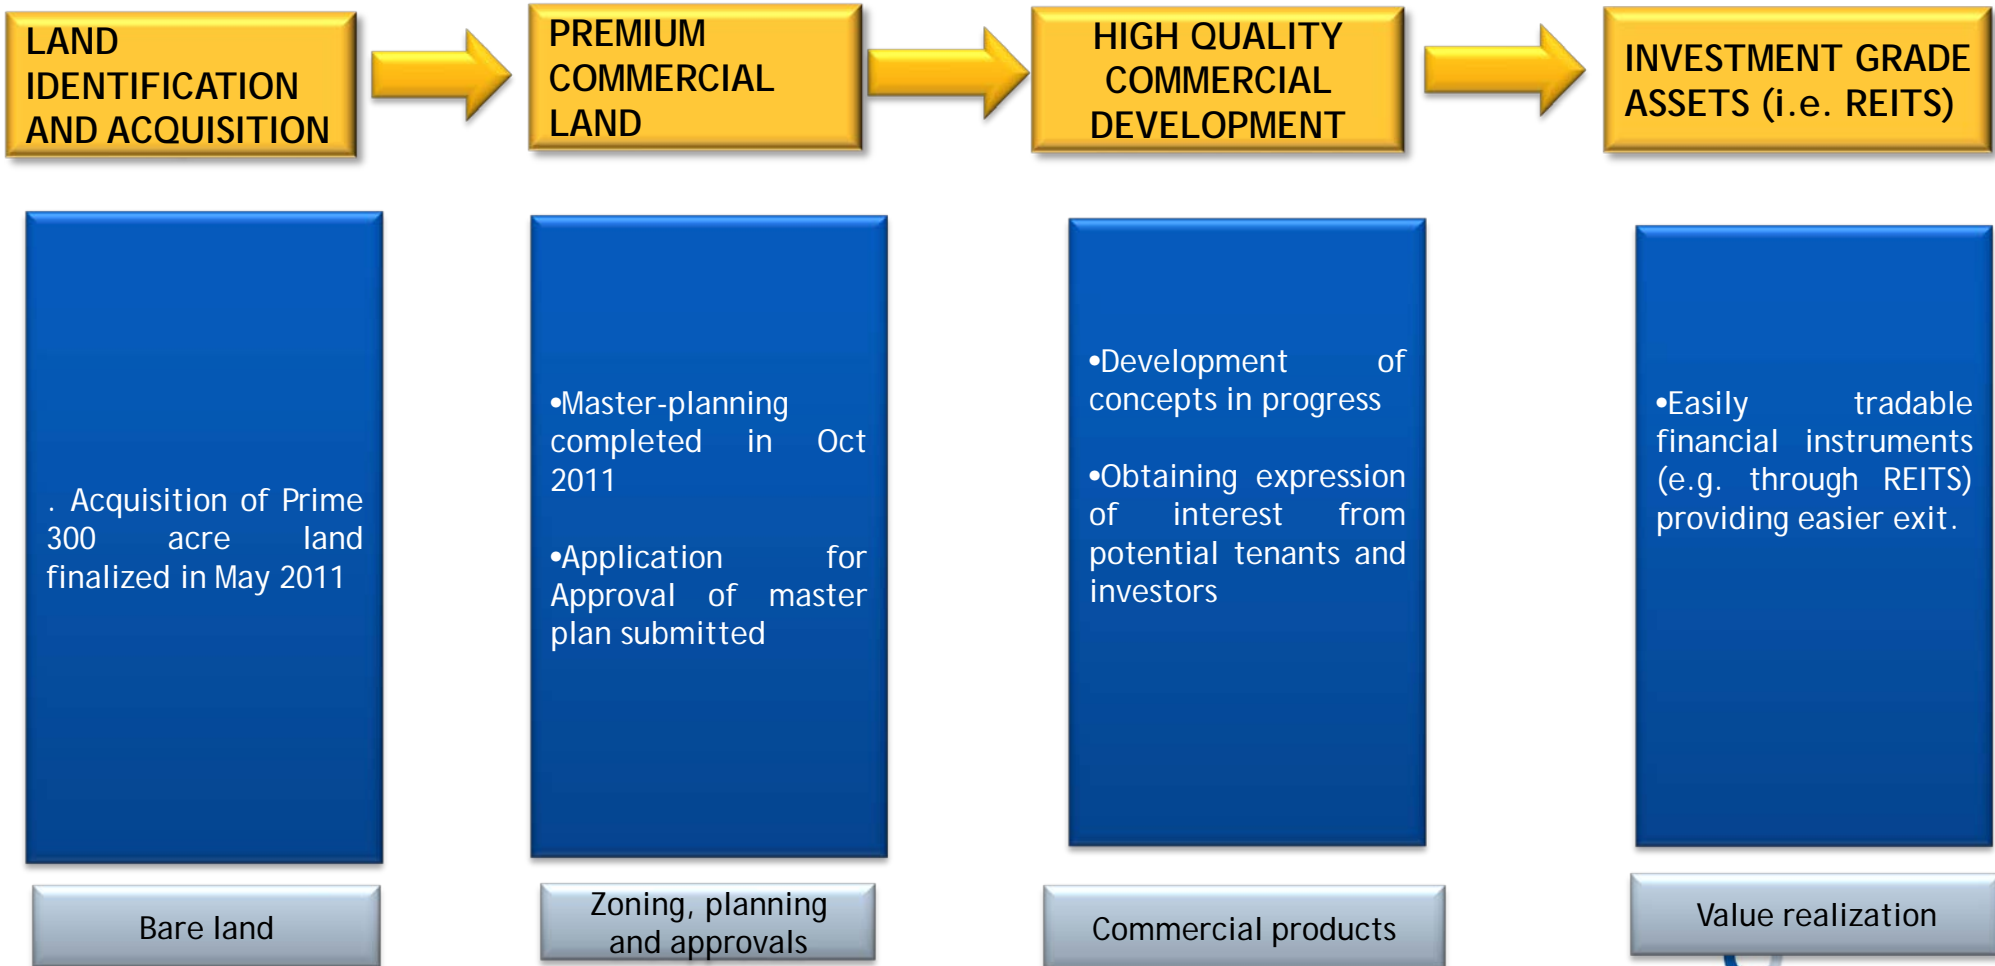 LAND
IDENTIFICATION
AND ACQUISITION
PREMIUM
COMMERCIAL
LAND
HIGH QUALITY
COMMERCIAL
DEVELOPMENT
INVESTMENT GRADE
ASSETS (i.e. REITS)
. Acquisition of Prime
300 acre land
finalized in May 2011
•Master-planning
completed in Oct
2011
•Application for
Approval of master
plan submitted
•Development of
concepts in progress
•Obtaining expression
of interest from
potential tenants and
investors
•Easily tradable
financial instruments
(e.g. through REITS)
providing easier exit.
Bare land
Zoning, planning
and approvals
Commercial products
Value realization